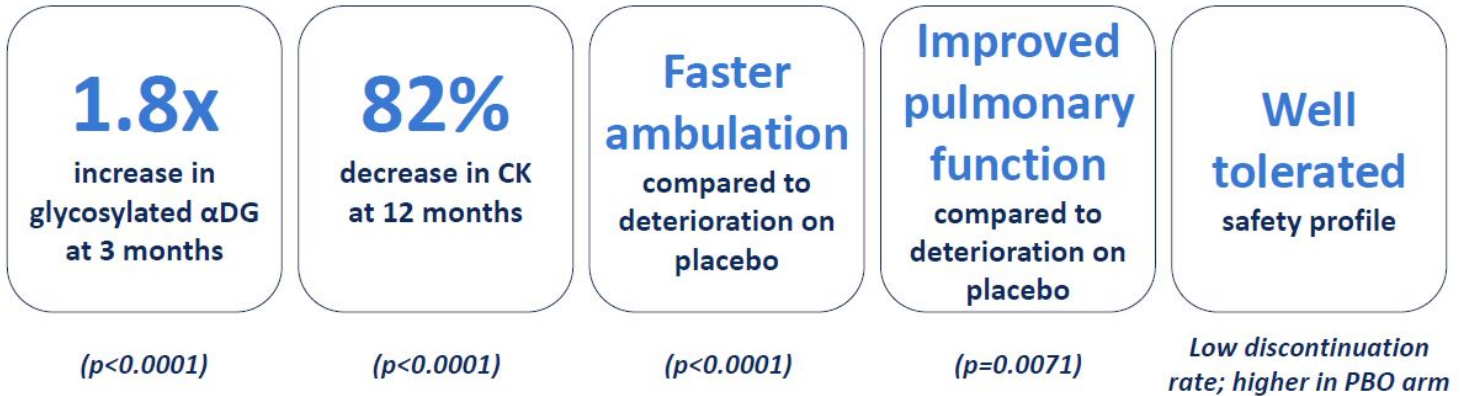 1.8x
increase in
glycosylated αDG
at 3 months
(p<0.0001)
82%
decrease in CK
at 12 months
(p<0.0001)
Faster
ambulation
compared to
deterioration on
placebo
(p<0.0001)
Improved
pulmonary
function
compared to
deterioration on
placebo
(p=0.0071)
Well
tolerated
safety profile
Low discontinuation
rate; higher in PBO arm